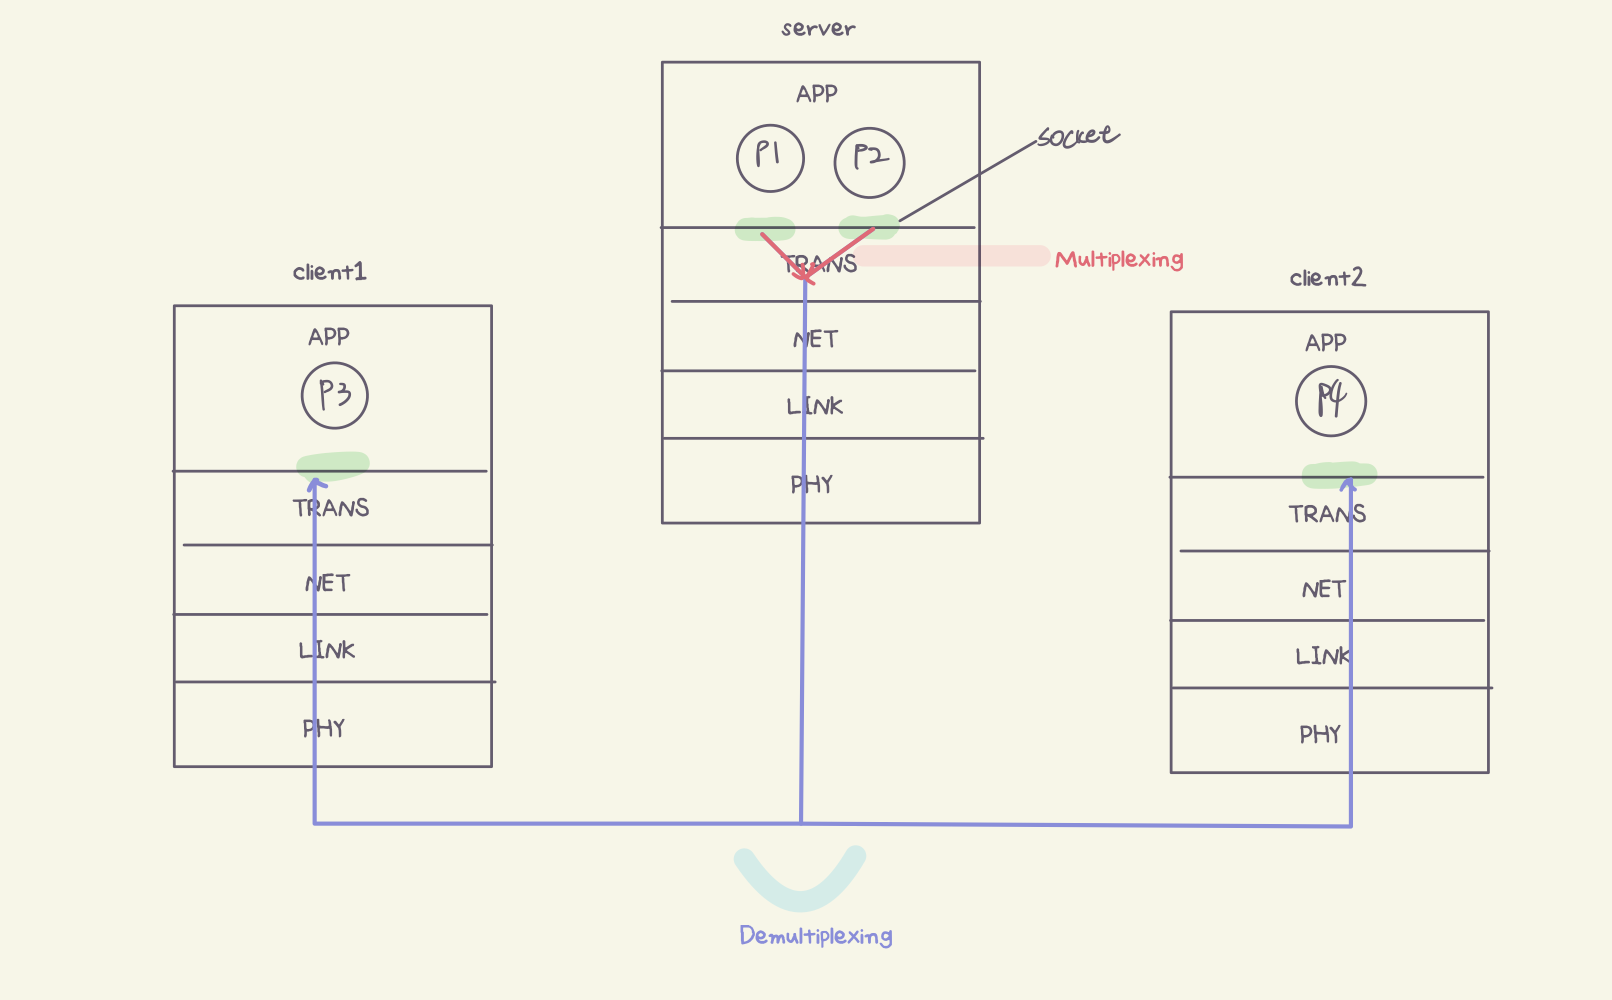 server
APP
P1
P2
socket
TRANS
Multiplexing
NET
LINK
PHY
client1
APP
P3
TRANS
NET
LINK
PHY
client2
APP
P4
TRANS
NET
LINK
PHY
Demultiplexing